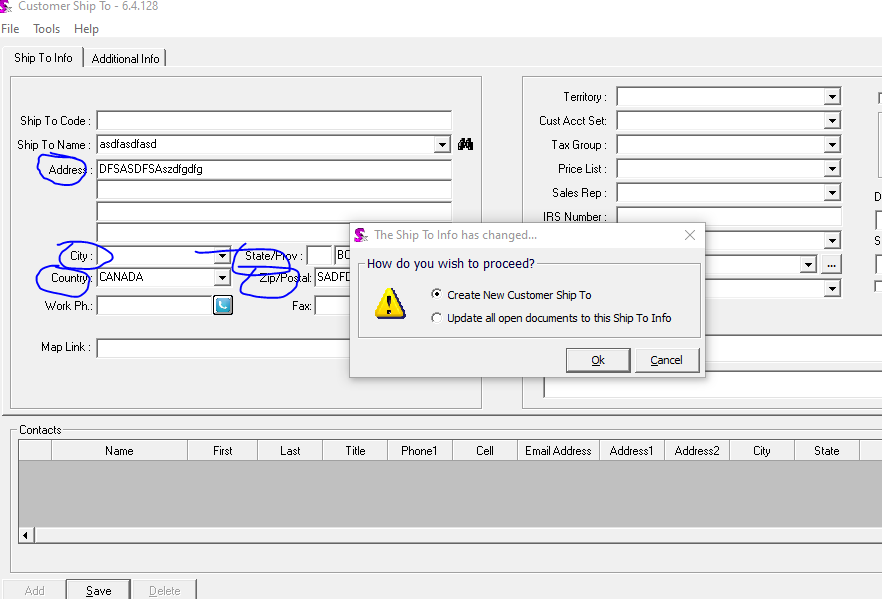 Customer Ship To - 6.4.128
File Tools Help
Ship To Info Additional Info
Ship To Code :
Ship To Name : asdfasdfasd
Address : DFSASDFSAszdfgdfg
City : State/Prov : BC
Country: CANADA Zip/Postal:
Work Ph.: Fax:
Map Link :
Territory :
Cust Acct Set:
Tax Group :
Price List :
Sales Rep :
IRS Number :
D
S
...
The Ship To Info has changed...
How do you wish to proceed?
Create New Customer Ship To
Update all open documents to this Ship To Info
Ok Cancel
Contacts
Name First Last Title Phone1 Cell Email Address Address1 Address2 City State
Add Save Delete